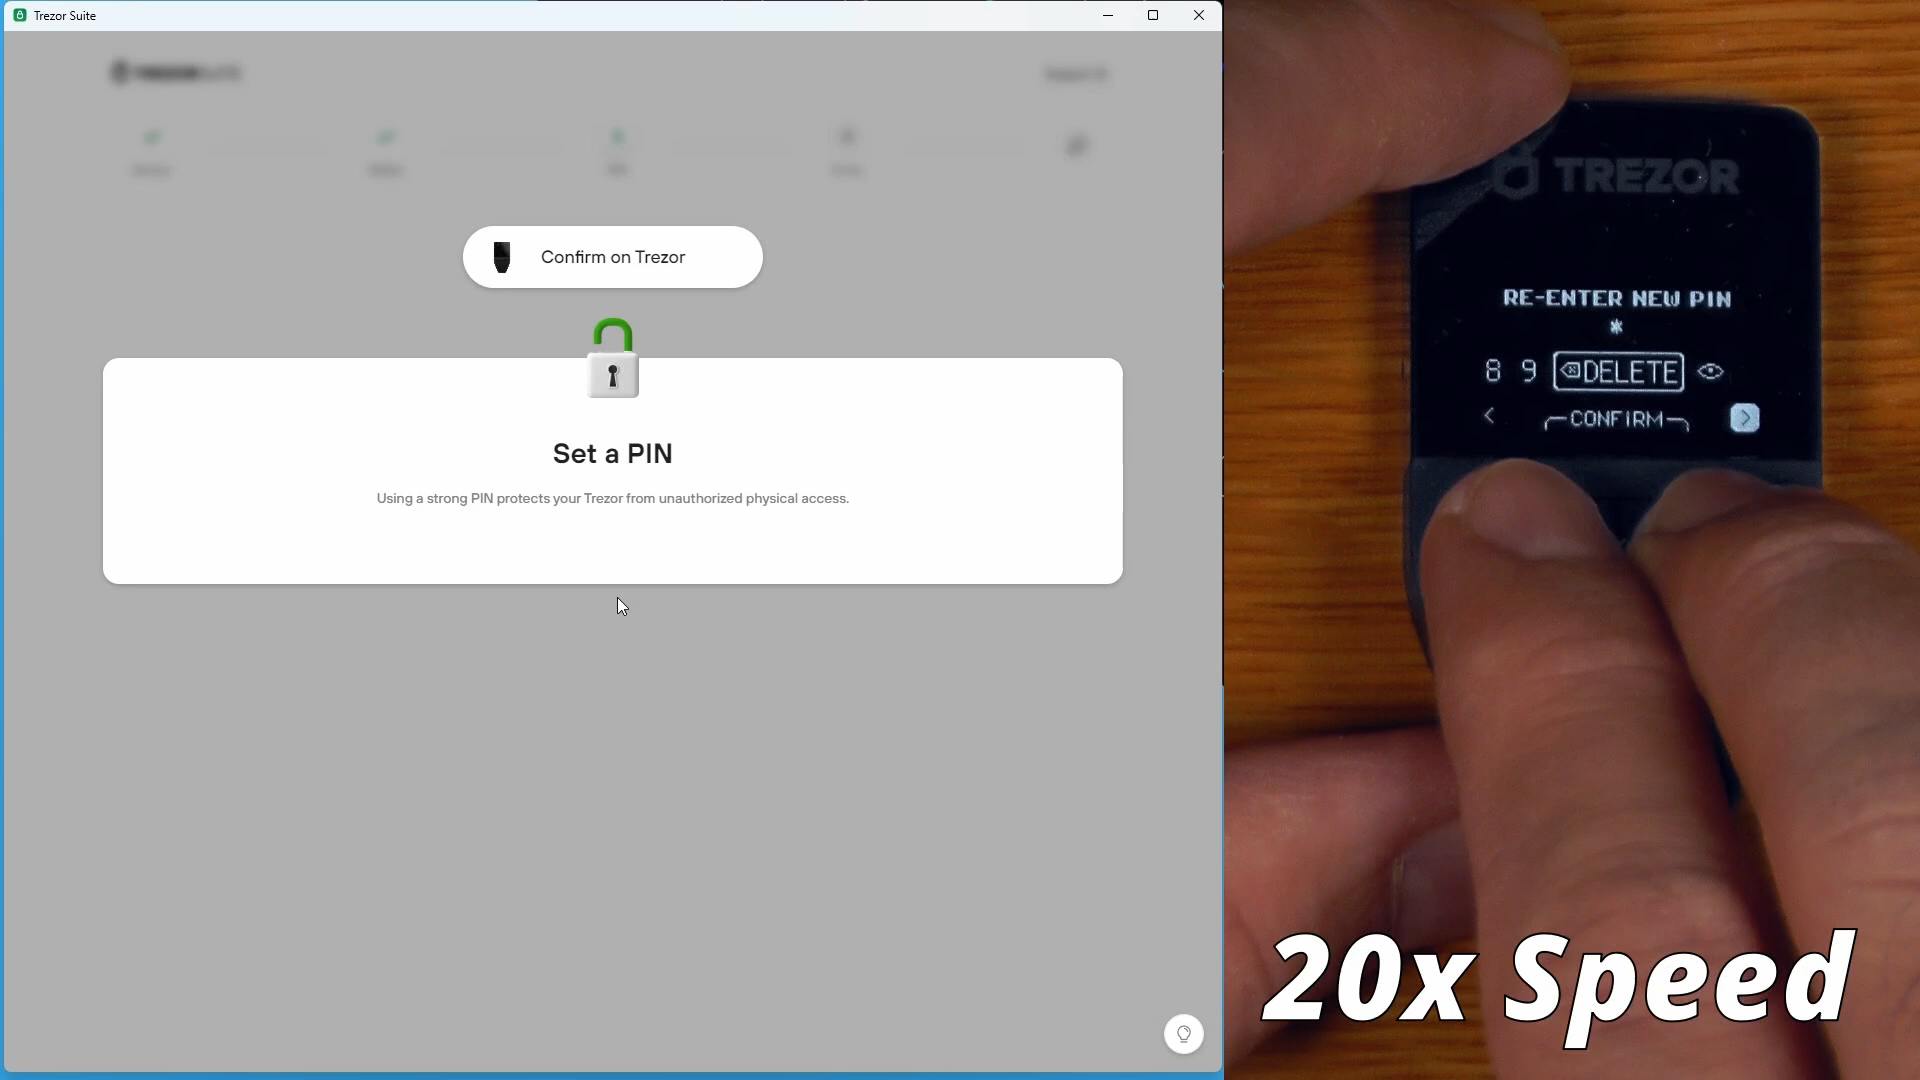 Trezor Suite
Confirm on Trezor
Set a PIN
Using a strong PIN protects your Trezor from unauthorized physical access.
TREZOR
RE-ENTER NEW PIN
*
8 9 DELETE
< CONFIRM >
20x Speed